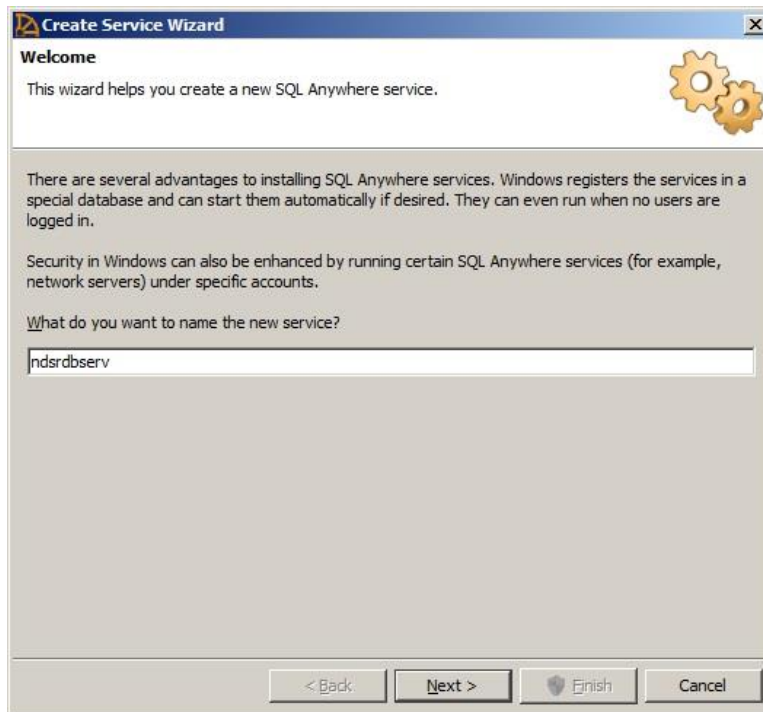 Create Service Wizard
Welcome
This wizard helps you create a new SQL Anywhere service.
There are several advantages to installing SQL Anywhere services. Windows registers the services in a
special database and can start them automatically if desired. They can even run when no users are
logged in.
Security in Windows can also be enhanced by running certain SQL Anywhere services (for example,
network servers) under specific accounts.
What do you want to name the new service?
ndsrdbserv
< Back
Next >
Finish
Cancel